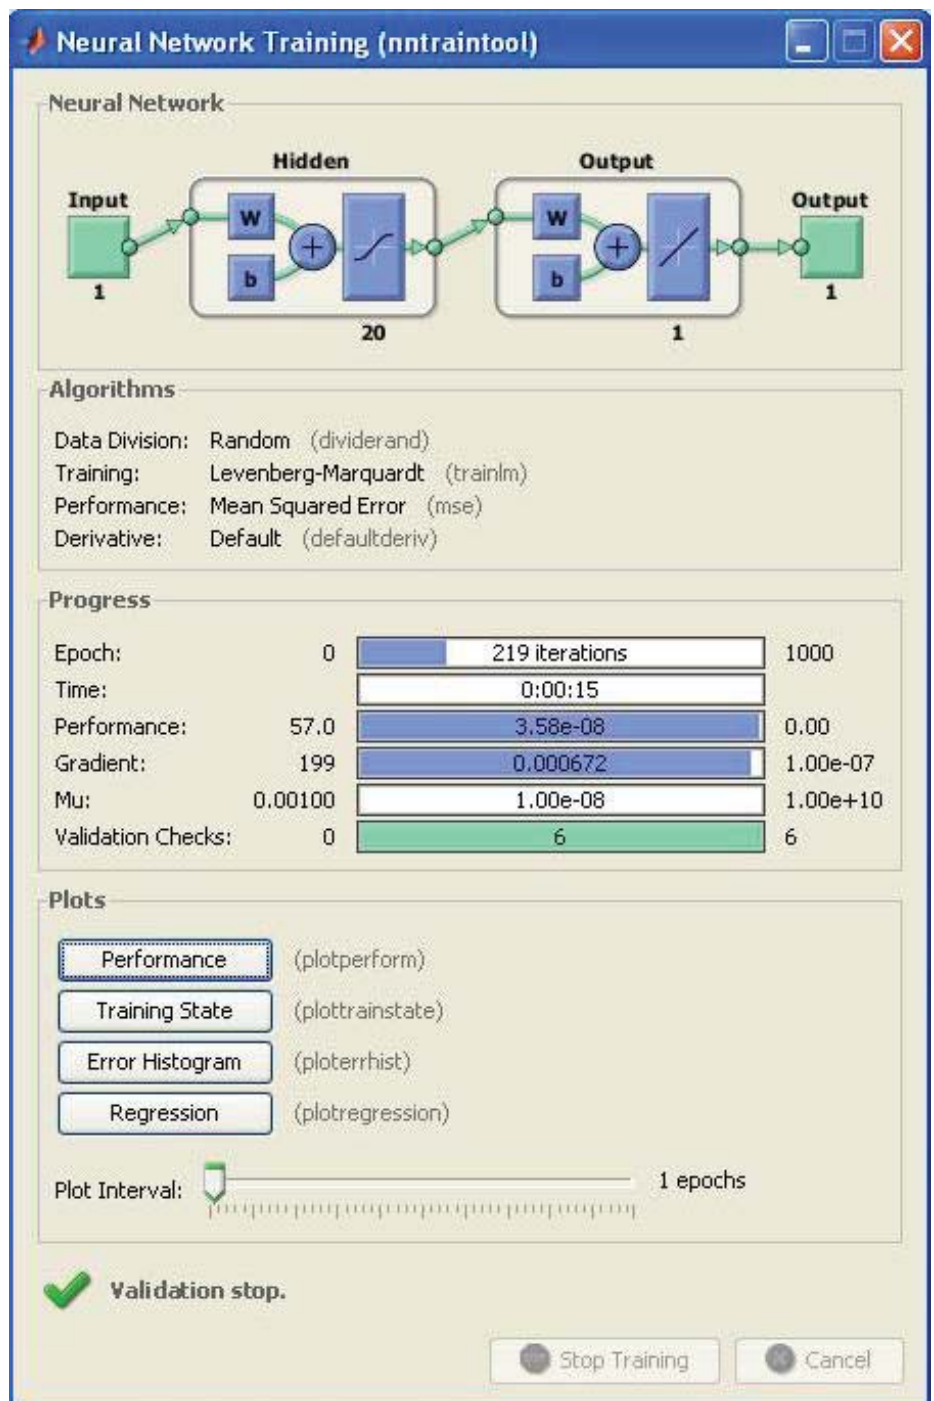 Neural Network Training (nntraintool)
Neural Network
Hidden Output
Input Output
W W
b b
1 1
20 1
Algorithms
Data Division: Random (dividerand)
Training: Levenberg-Marquardt (trainlm)
Performance: Mean Squared Error (mse)
Derivative: Default (defaultderiv)
Progress
Epoch: 0 219 iterations 1000
Time: 0:00:15
Performance: 57.0 3.58e-08 0.00
Gradient: 199 0.000672 1.00e-07
Mu: 0.00100 1.00e-08 1.00e+10
Validation Checks: 0 6 6
Plots
Performance (plotperform)
Training State (plottrainstate)
Error Histogram (ploterrhist)
Regression (plotregression)
Plot Interval: 1 epochs
Validation stop.
Stop Training Cancel